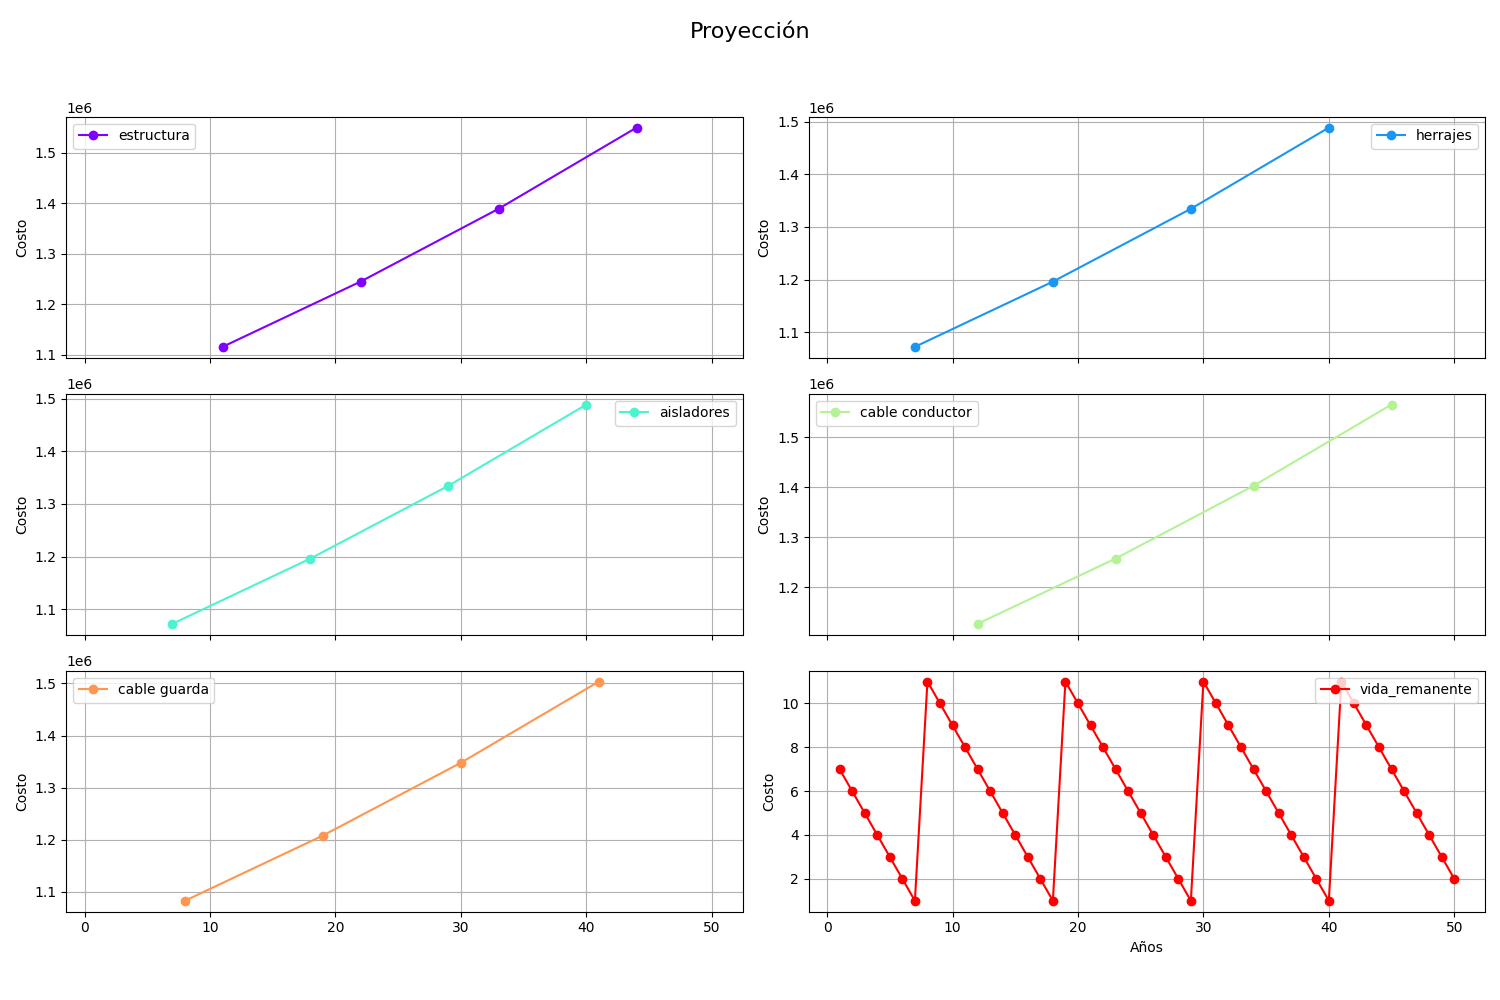 Proyección
1e6
estructura
Costo
1.5
1.4
1.3
1.2
1.1
1e6
herrajes
Costo
1.5
1.4
1.3
1.2
1.1
1e6
aisladores
Costo
1.5
1.4
1.3
1.2
1.1
1e6
cable conductor
Costo
1.5
1.4
1.3
1.2
1e6
cable guarda
Costo
1.5
1.4
1.3
1.2
1.1
0 10 20 30 40 50
vida_remanente
Costo
10
8
6
4
2
0 10 20 30 40 50
Años